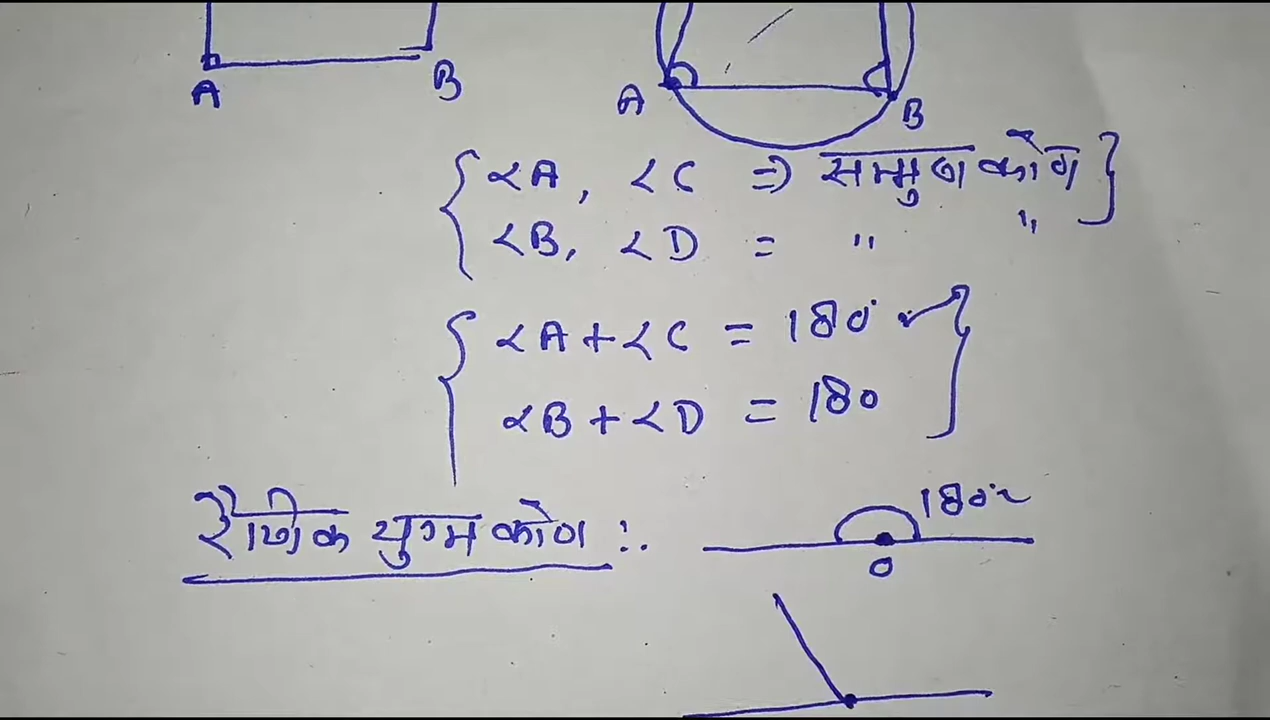 A B
A B
∠A, ∠C ⇒ सम्मुख कोण
∠B, ∠D = " "
∠A + ∠C = 180°
∠B + ∠D = 180
रैखिक युग्म कोण :. 180°
O